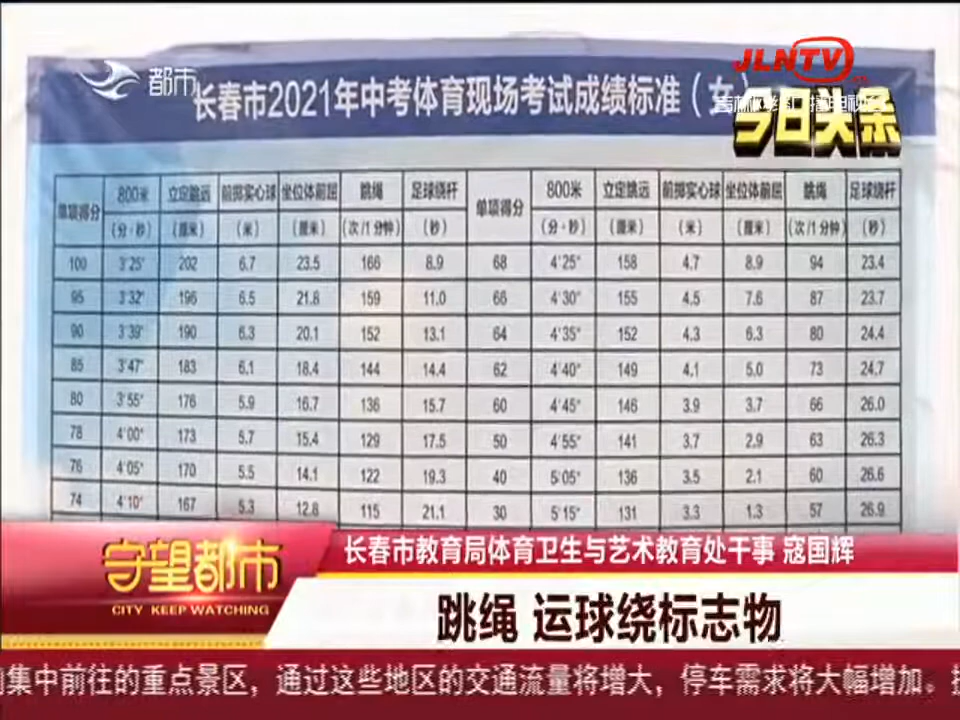 JLNTV
都市
长春市2021年中考体育现场考试成绩标准（女）
今日头条
单项得分 800米 立定跳远 前掷实心球 坐位体前屈 跳绳 足球绕杆 单项得分 800米 立定跳远 前掷实心球 坐位体前屈 跳绳 足球绕杆
（分·秒） （厘米） （米） （厘米） （次/1分钟） （秒） （分·秒） （厘米） （米） （厘米） （次/1分钟） （秒）
100 3'25" 202 6.7 23.5 166 8.9 68 4'25" 158 4.7 8.9 94 23.4
95 3'32" 196 6.5 21.8 159 11.0 66 4'30" 155 4.5 7.6 87 23.7
90 3'39" 190 6.3 20.1 152 13.1 64 4'35" 152 4.3 6.3 80 24.4
85 3'47" 183 6.1 18.4 144 14.4 62 4'40" 149 4.1 5.0 73 24.7
80 3'55" 176 5.9 16.7 136 15.7 60 4'45" 146 3.9 3.7 66 26.0
78 4'00" 173 5.7 15.4 129 17.5 50 4'55" 141 3.7 2.9 63 26.3
76 4'05" 170 5.5 14.1 122 19.3 40 5'05" 136 3.5 2.1 60 26.6
74 4'10" 167 5.3 12.8 115 21.1 30 5'15" 131 3.3 1.3 57 26.9
守望都市
CITY KEEP WATCHING
长春市教育局体育卫生与艺术教育处干事 寇国辉
跳绳 运球绕标志物
集中前往的重点景区，通过这些地区的交通流量将增大，停车需求将大幅增加。